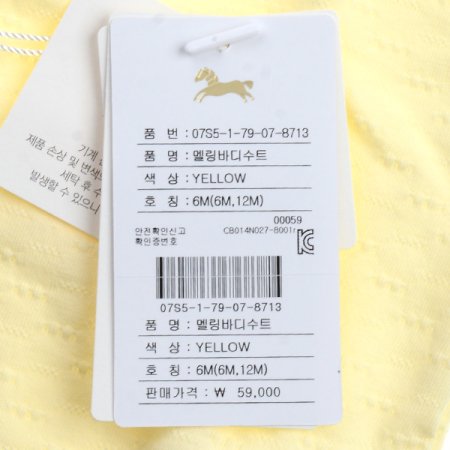 품 번 : 07S5-1-79-07-8713
품 명 : 멜링바디수트
색 상 : YELLOW
호 칭 : 6M(6M,12M)
00059
안전확인신고
확인증번호
CB014N027-8001
07S5-1-79-07-8713
품 명 : 멜링바디수트
색 상 : YELLOW
호 칭 : 6M(6M,12M)
판매가격 : ₩ 59,000
기계
제품 손상 및 변색
세탁 후
발생할 수 있으니